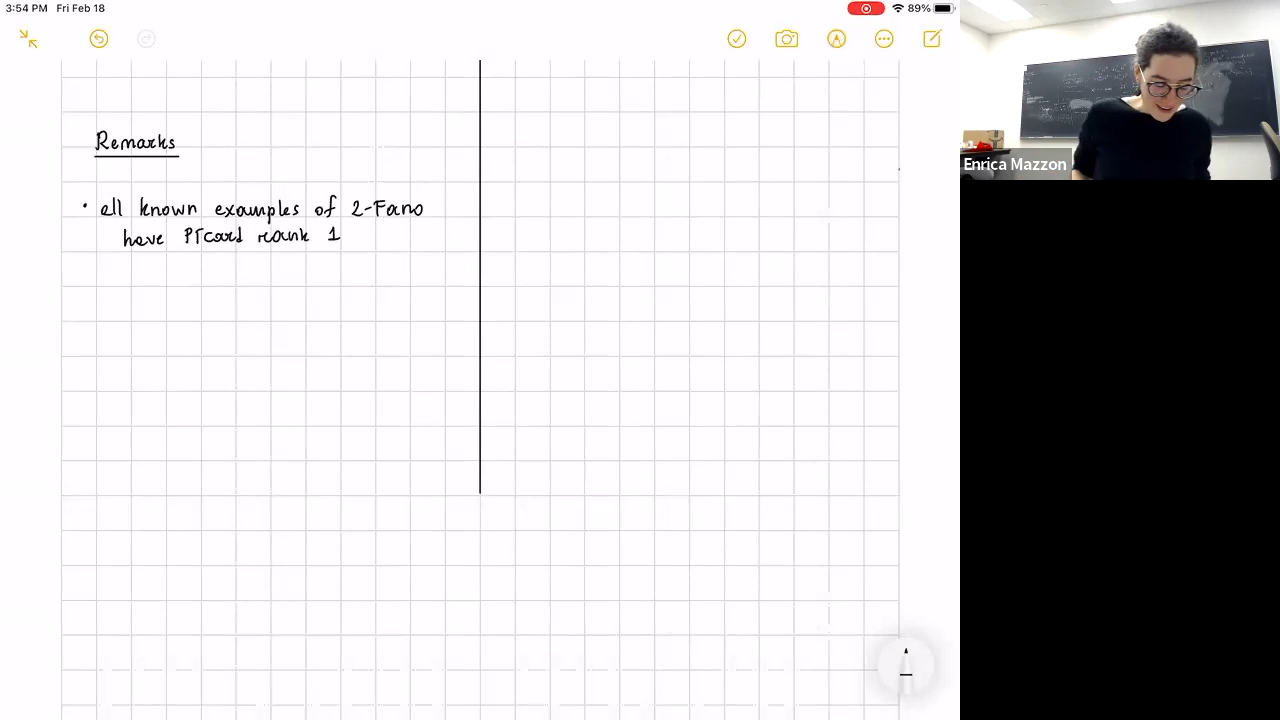 3:54 PM Fri Feb 18
89%
Enrica Mazzon
Remarks
• all known examples of 2-Fano
have Picard rank 1